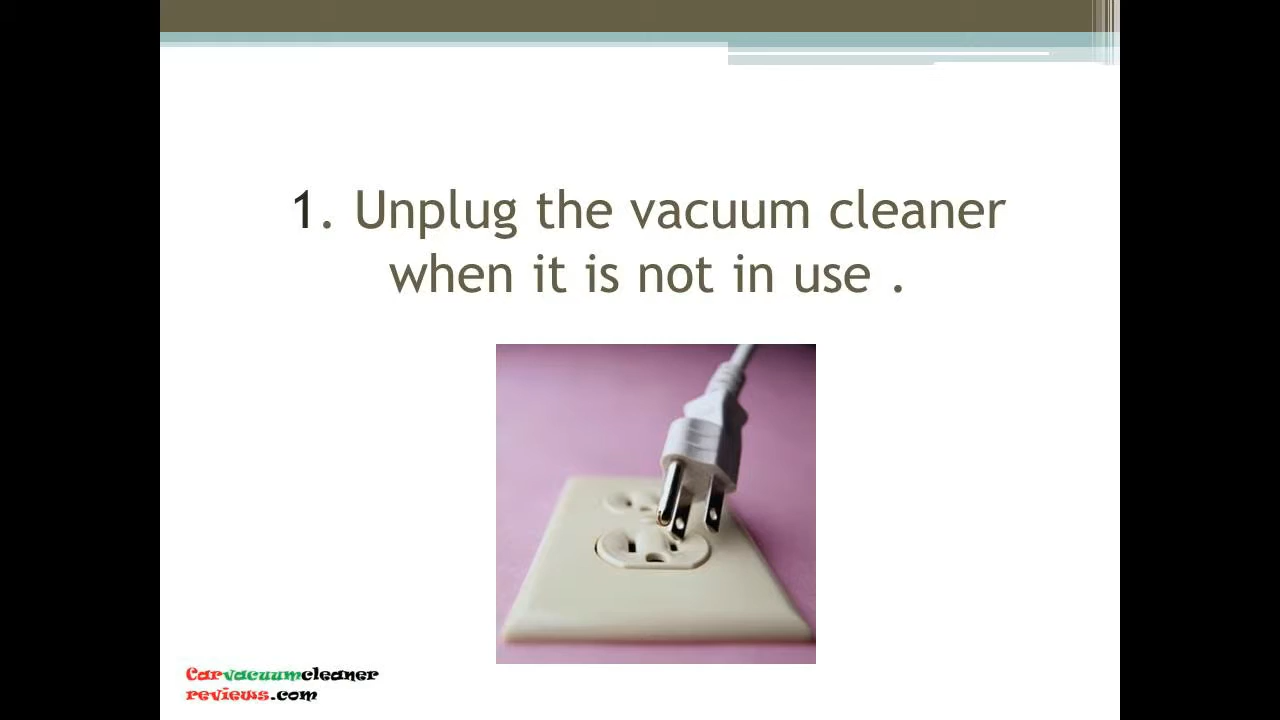 1. Unplug the vacuum cleaner
when it is not in use .
Carvacuumcleaner
reviews.com